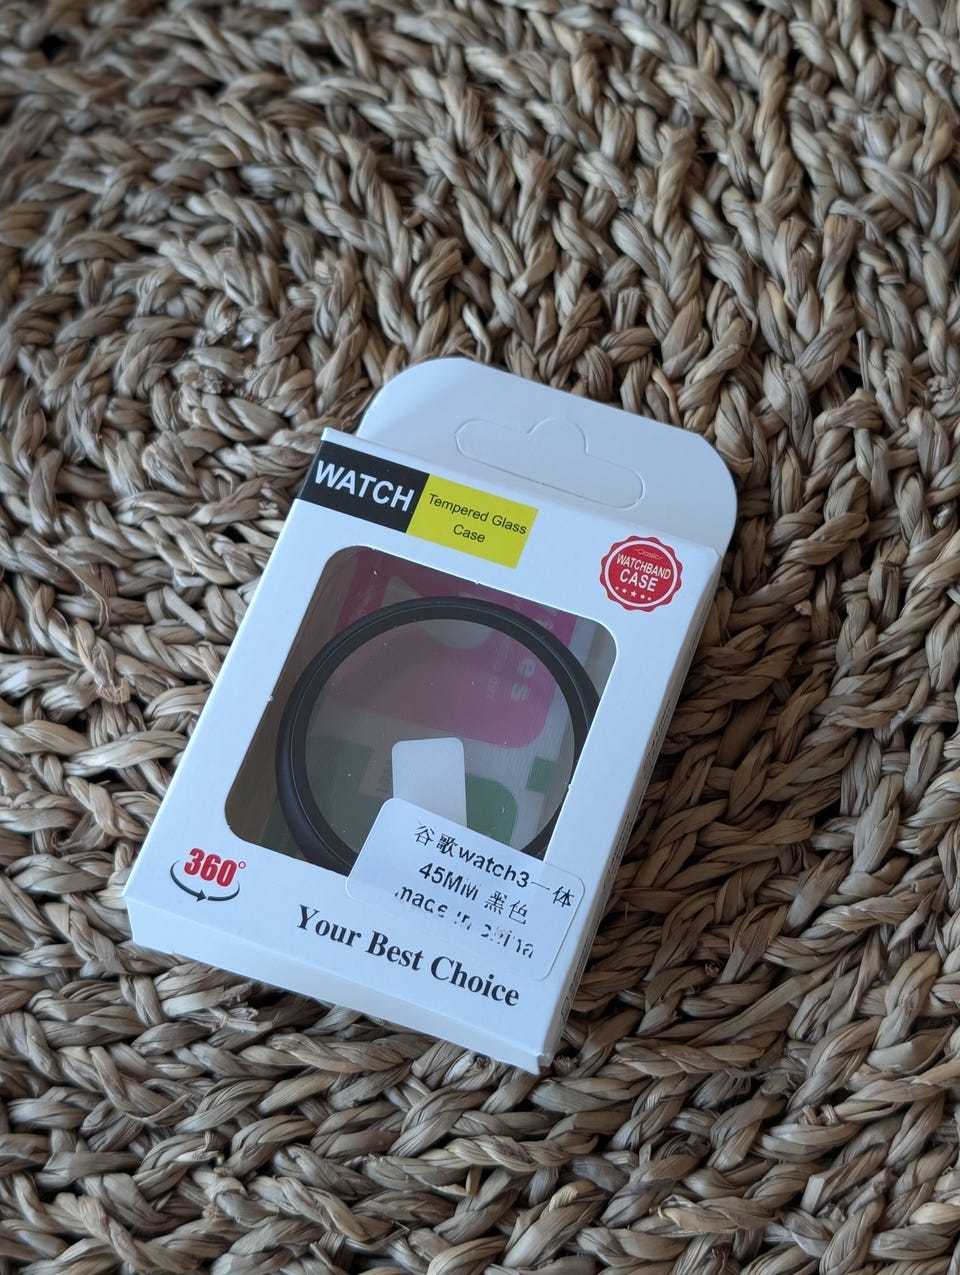 WATCH
Tempered Glass
Case
Classic
WATCHBAND
CASE
谷歌watch3一体
45MM 黑色
made in china
360°
Your Best Choice